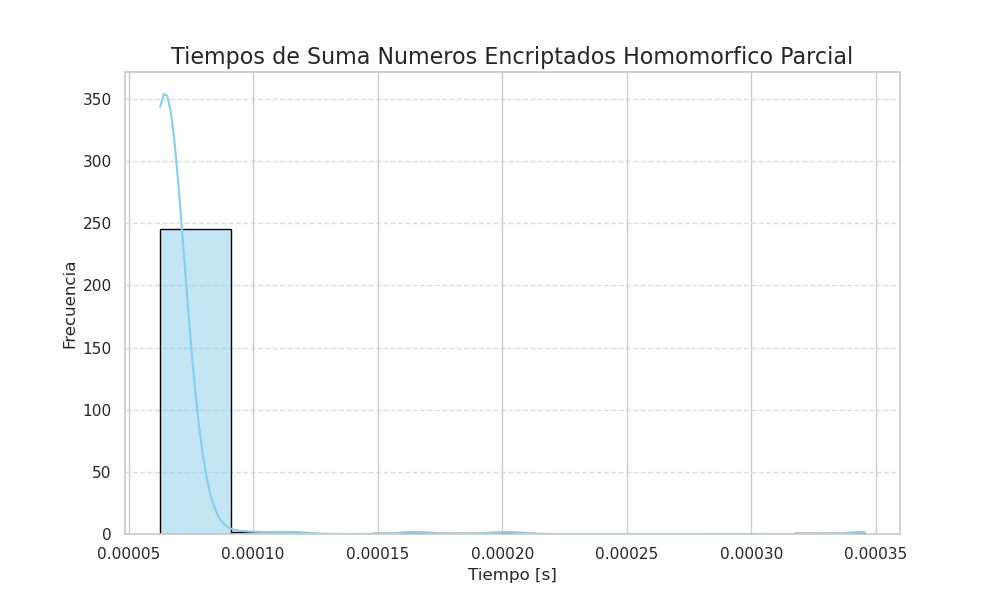 Tiempos de Suma Numeros Encriptados Homomorfico Parcial
350
300
250
200
150
100
50
0
Frecuencia
0.00005 0.00010 0.00015 0.00020 0.00025 0.00030 0.00035
Tiempo [s]